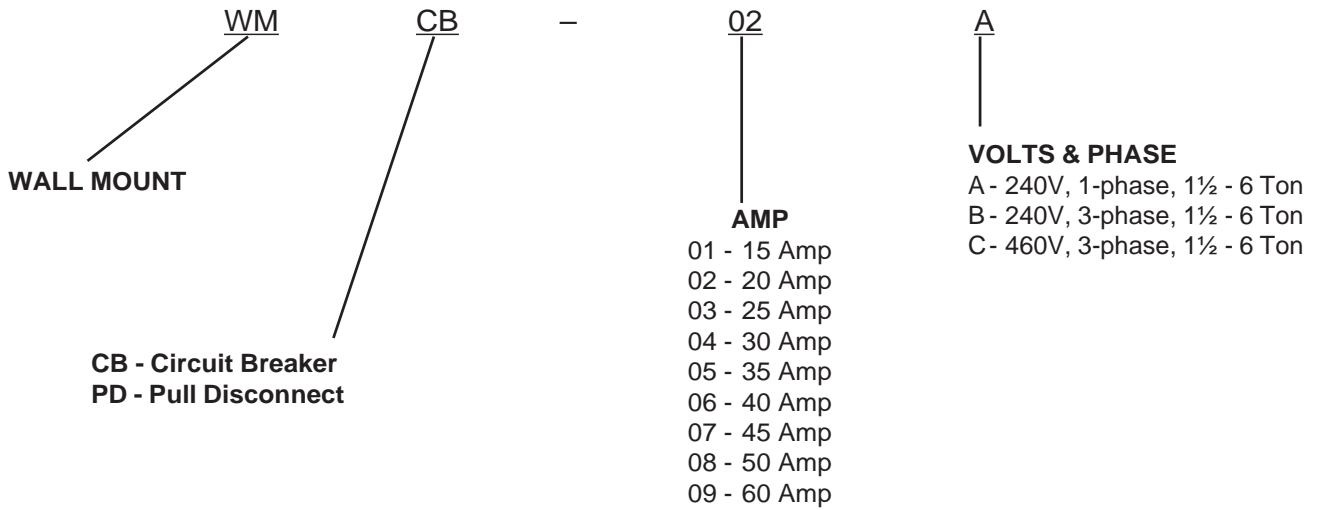 WM CB – 02 A
WALL MOUNT
CB - Circuit Breaker
PD - Pull Disconnect
AMP
01 - 15 Amp
02 - 20 Amp
03 - 25 Amp
04 - 30 Amp
05 - 35 Amp
06 - 40 Amp
07 - 45 Amp
08 - 50 Amp
09 - 60 Amp
VOLTS & PHASE
A - 240V, 1-phase, 1½ - 6 Ton
B - 240V, 3-phase, 1½ - 6 Ton
C - 460V, 3-phase, 1½ - 6 Ton